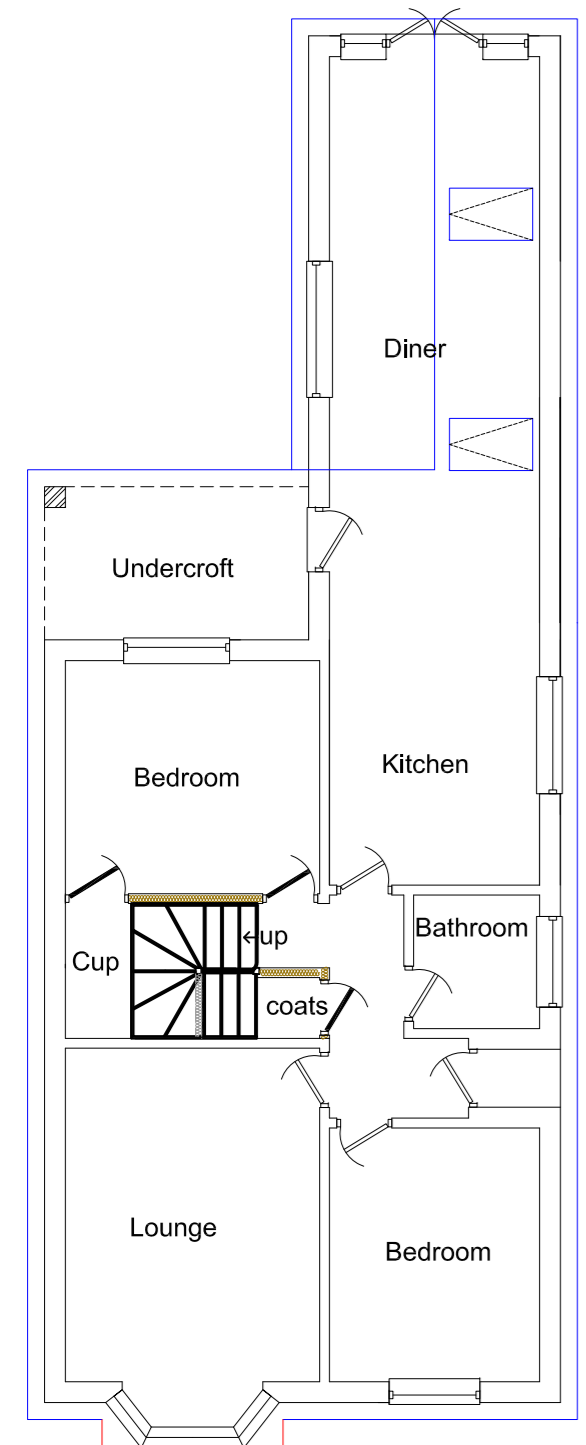 Diner
Undercroft
Kitchen
Bedroom
Bathroom
←up
Cup
coats
Lounge
Bedroom